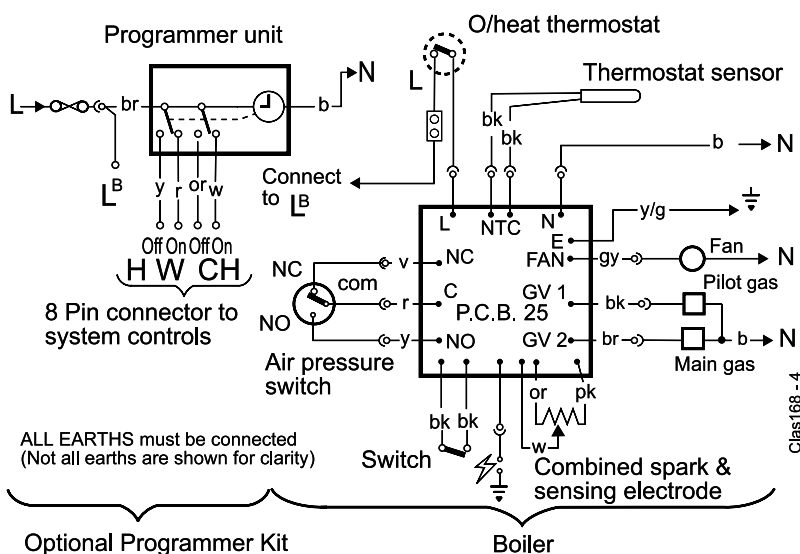 O/heat thermostat
Programmer unit
L
N
Thermostat sensor
L
br
b
bk
bk
b
N
L B
y r or w
Connect
to L B
L NTC N
E
y/g
Off On Off On
H W CH
NC
com
v
NC
FAN
gy
Fan
N
Pilot gas
8 Pin connector to
system controls
r
C
GV 1
bk
P.C.B. 25
NO
y
NO
GV 2
br
b
N
Air pressure
switch
Main gas
or
pk
bk bk
w
ALL EARTHS must be connected
(Not all earths are shown for clarity)
Switch
Combined spark &
sensing electrode
Clas168 - 4
Optional Programmer Kit
Boiler